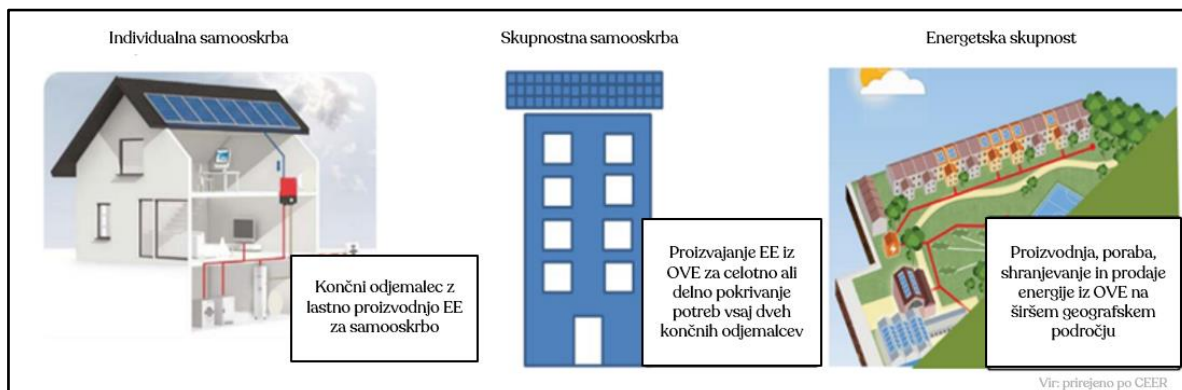 Individualna samooskrba
Skupnostna samooskrba
Energetska skupnost
Končni odjemalec z
lastno proizvodnjo EE
za samooskrbo
Proizvajanje EE iz
OVE za celotno ali
delno pokrivanje
potreb vsaj dveh
končnih odjemalcev
Proizvodnja, poraba,
shranjevanje in prodaje
energije iz OVE na
širšem geografskem
področju
Vir: prirejeno po CEER